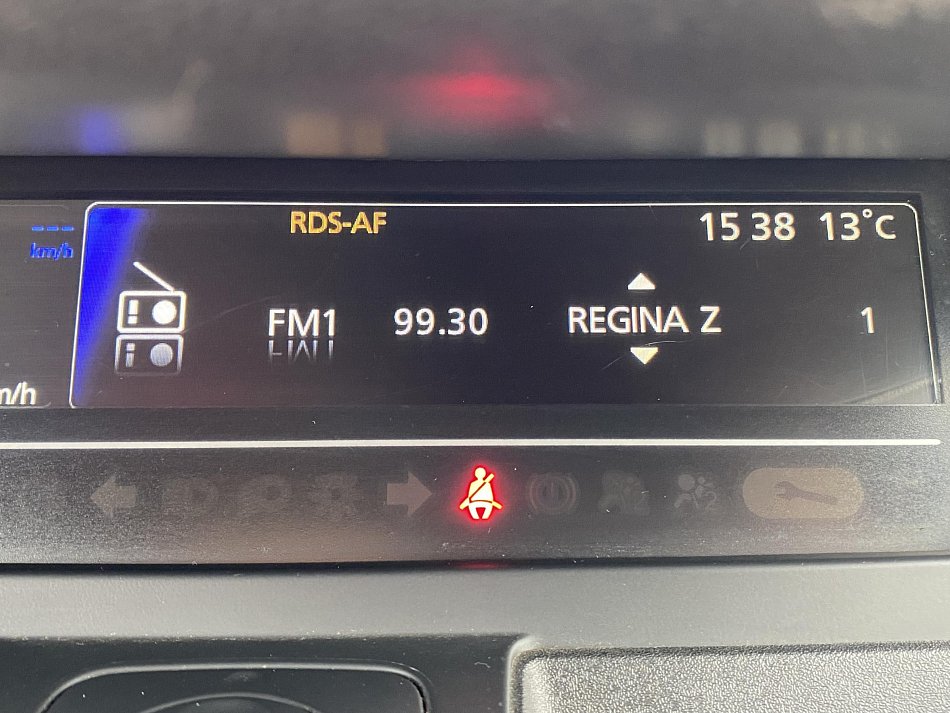 RDS-AF 15 38 13°C
--- km/h
FM1 99.30 REGINA Z 1
m/h